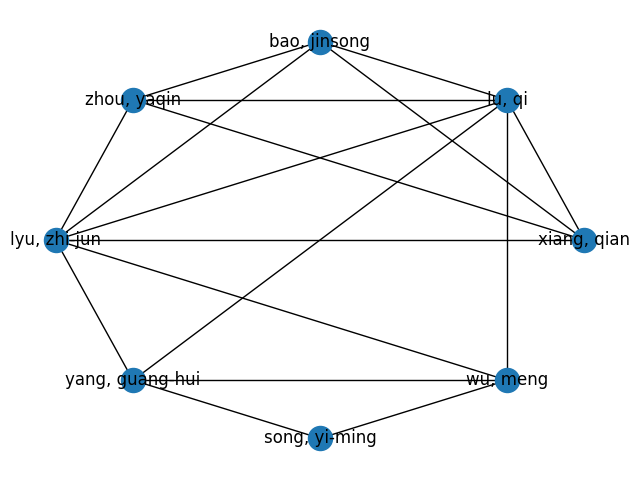 bao, jinsong
zhou, yaqin
lu, qi
lyu, zhi-jun
xiang, qian
yang, guang-hui
wu, meng
song, yi-ming